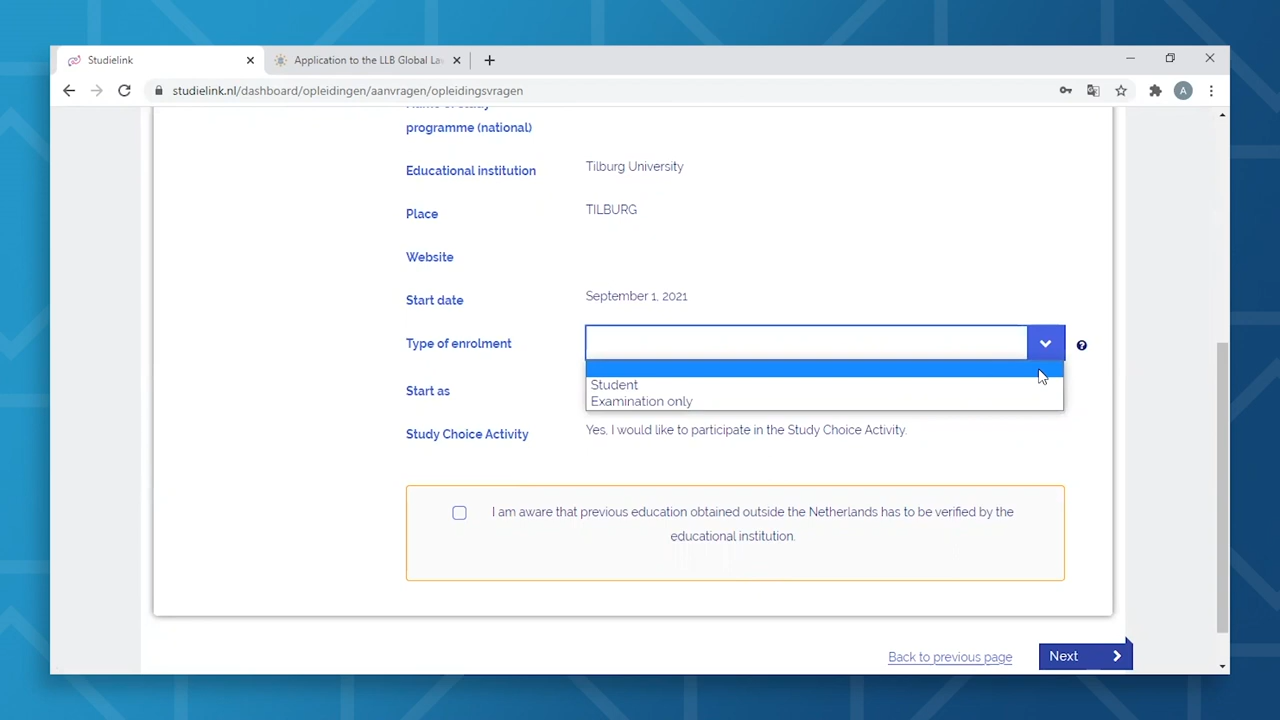 Studielink
Application to the LLB Global La
studielink.nl/dashboard/opleidingen/aanvragen/opleidingsvragen
A
programme (national)
Educational institution
Tilburg University
Place
TILBURG
Website
Start date
September 1, 2021
Type of enrolment
Student
Examination only
Start as
Study Choice Activity
Yes, I would like to participate in the Study Choice Activity.
I am aware that previous education obtained outside the Netherlands has to be verified by the
educational institution.
Back to previous page
Next